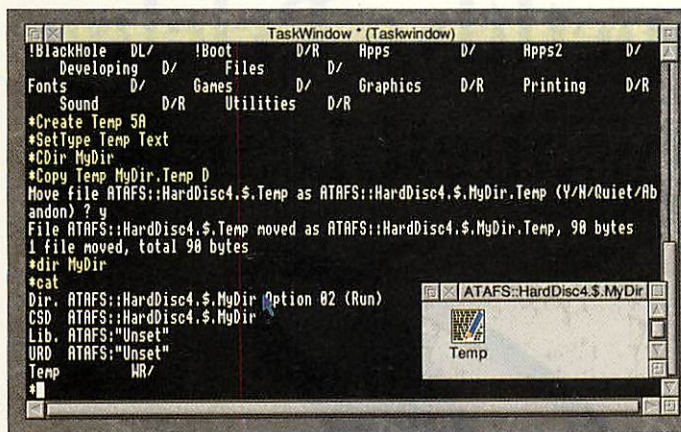 TaskWindow * (Taskwindow)
!BlackHole DL/ !Boot D/R Apps D/ Apps2 D/
Developing D/ Files D/
Fonts D/ Games D/ Graphics D/ Printing D/R
Sound D/R Utilities D/R
*Create Temp 5A
*SetType Temp Text
*CDir MyDir
*Copy Temp MyDir.Temp D
Move file ATAFS::HardDisc4.$.Temp as ATAFS::HardDisc4.$.MyDir.Temp (Y/N/Quiet/Ab
andon) ? y
File ATAFS::HardDisc4.$.Temp moved as ATAFS::HardDisc4.$.MyDir.Temp, 90 bytes
1 file moved, total 90 bytes
*dir MyDir
*cat
Dir. ATAFS::HardDisc4.$.MyDir Option 02 (Run)
CSD ATAFS::HardDisc4.$.MyDir
Lib. ATAFS:"Unset"
URD ATAFS:"Unset"
Temp WR/
*
ATAFS::HardDisc4.$.MyDir
Temp